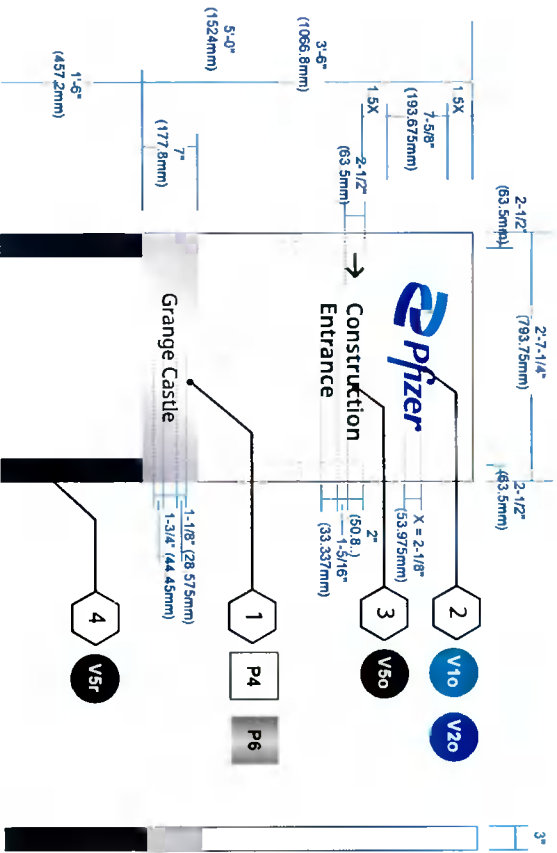 2-1/2"
(63.5mm)
2'-7-1/4"
(793.75mm)
2-1/2"
(63.5mm)
3"
1.5X
7-5/8"
(193.675mm)
1.5X
3'-6"
(1066.8mm)
5'-0"
(1524mm)
2-1/2"
(63.5mm)
7"
(177.8mm)
1'-6"
(457.2mm)
Pfizer
→ Construction
Entrance
Grange Castle
X = 2-1/8"
(53.975mm)
2"
(50.8..)
1-5/16"
(33.337mm)
1-1/8" (28.575mm)
1-3/4" (44.45mm)
2 V1o V2o
3 V5o
1 P4 P6
4 V5r